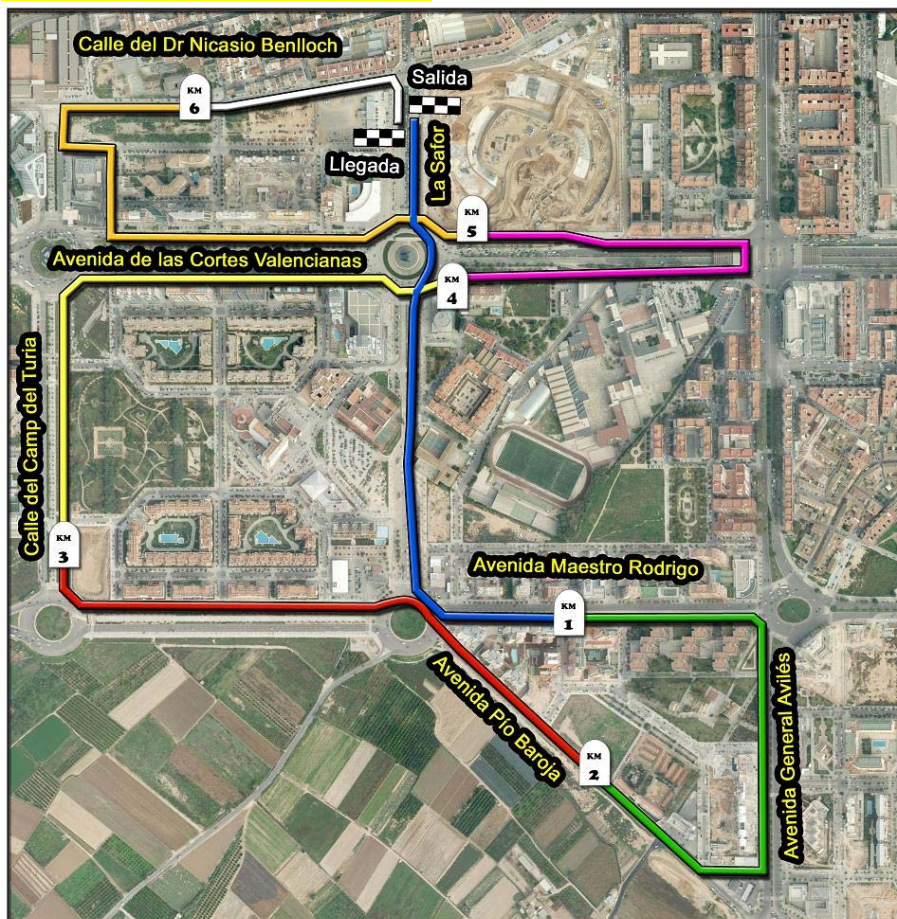 Calle del Dr Nicasio Benlloch
Salida
KM
6
Llegada
La Safor
KM
5
Avenida de las Cortes Valencianas
KM
4
Calle del Camp del Turia
KM
3
Avenida Maestro Rodrigo
KM
1
Avenida Pío Baroja
KM
2
Avenida General Avilés